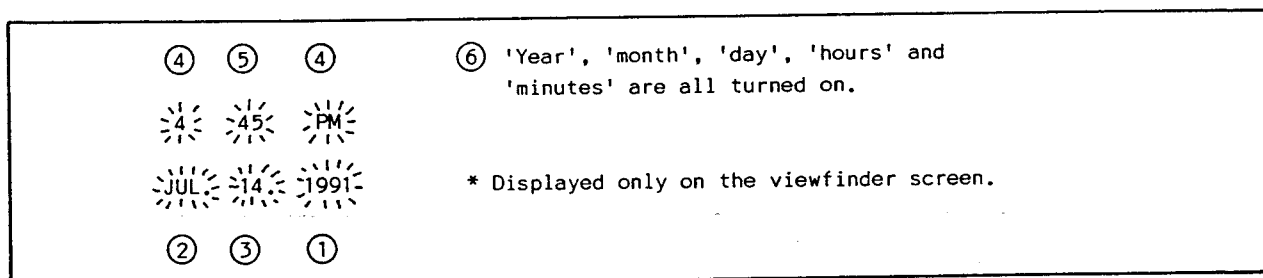 ④ ⑤ ④
4 45 PM
JUL. 14. 1991
② ③ ①
⑥ 'Year', 'month', 'day', 'hours' and
'minutes' are all turned on.
* Displayed only on the viewfinder screen.